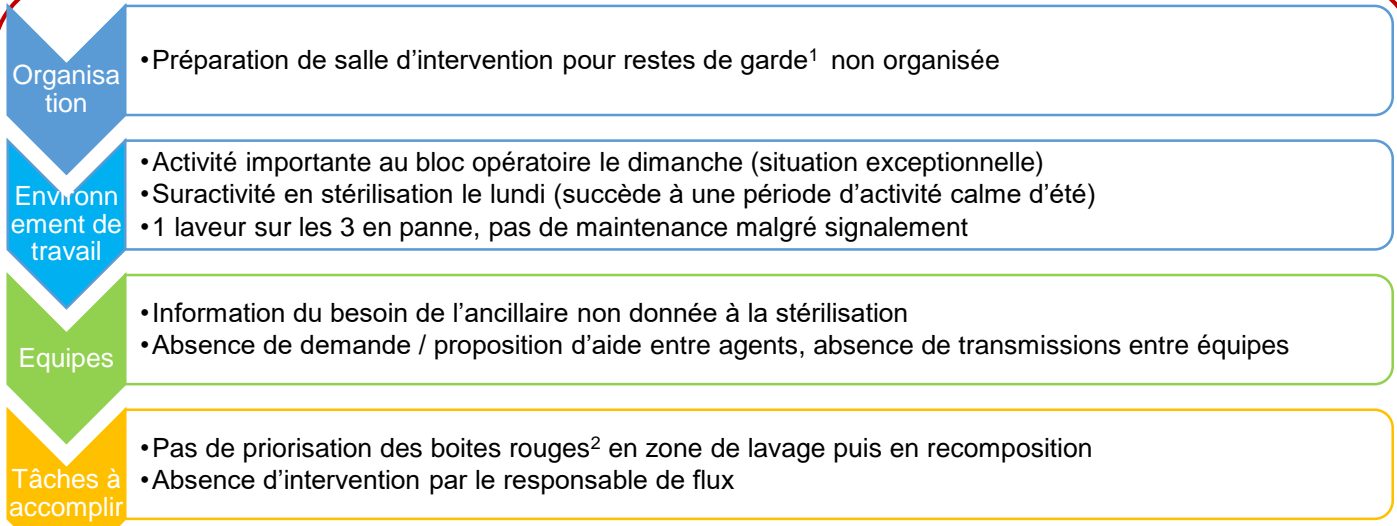 Organisa
tion
•Préparation de salle d’intervention pour restes de garde¹ non organisée
Environn
ement de
travail
•Activité importante au bloc opératoire le dimanche (situation exceptionnelle)
•Suractivité en stérilisation le lundi (succède à une période d’activité calme d’été)
•1 laveur sur les 3 en panne, pas de maintenance malgré signalement
Equipes
•Information du besoin de l’ancillaire non donnée à la stérilisation
•Absence de demande / proposition d’aide entre agents, absence de transmissions entre équipes
Tâches à
accomplir
•Pas de priorisation des boites rouges² en zone de lavage puis en recomposition
•Absence d’intervention par le responsable de flux